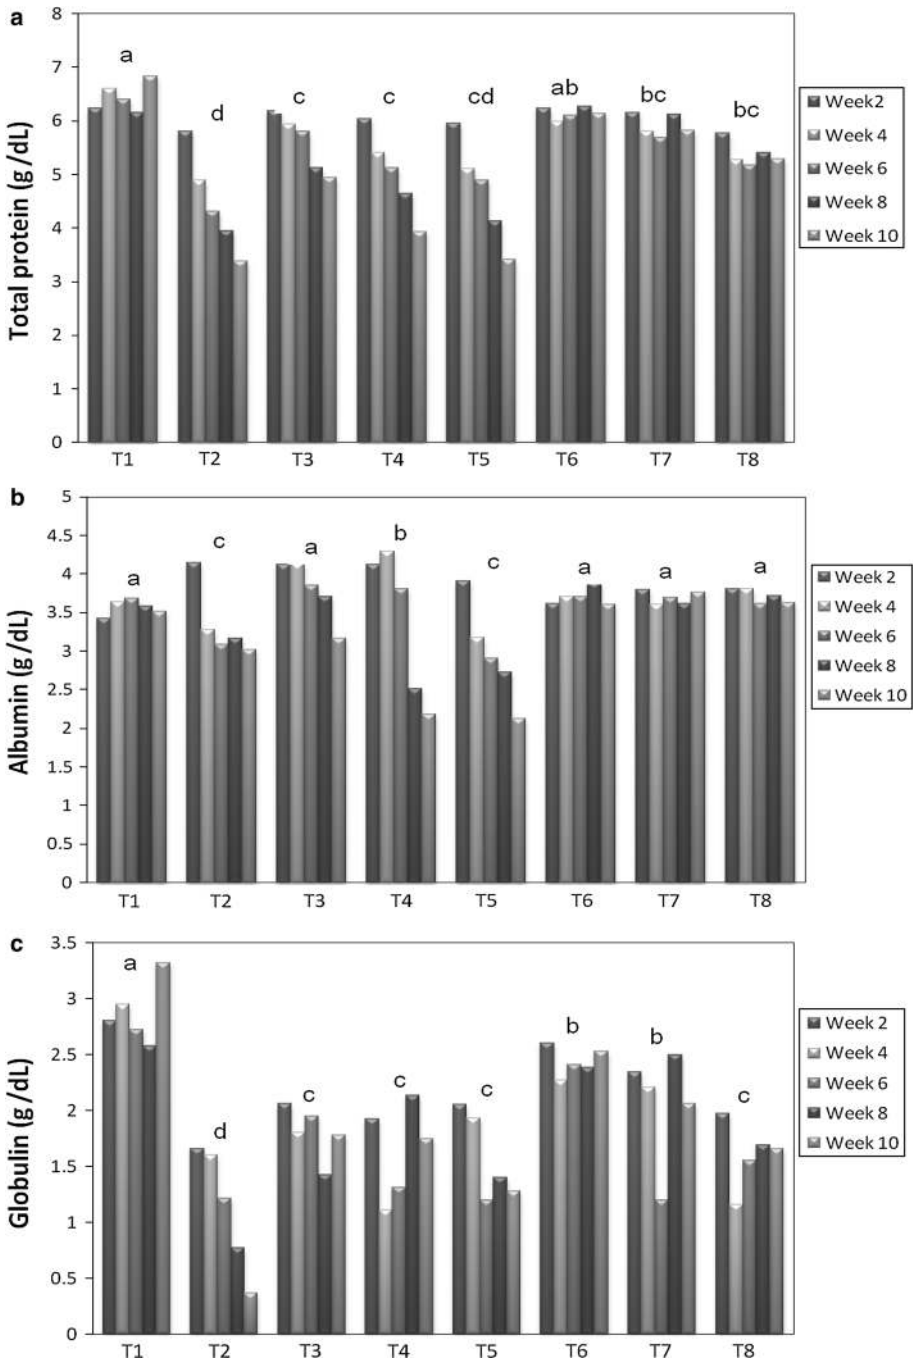 a
Total protein (g/dL)
8
7
6
5
4
3
2
1
0
a
d
c
c
cd
ab
bc
bc
T1 T2 T3 T4 T5 T6 T7 T8
Week2
Week 4
Week 6
Week 8
Week 10
b
Albumin (g/dL)
5
4.5
4
3.5
3
2.5
2
1.5
1
0.5
0
a
c
a
b
c
a
a
a
T1 T2 T3 T4 T5 T6 T7 T8
Week 2
Week 4
Week 6
Week 8
Week 10
c
Globulin (g/dL)
3.5
3
2.5
2
1.5
1
0.5
0
a
d
c
c
c
b
b
c
T1 T2 T3 T4 T5 T6 T7 T8
Week 2
Week 4
Week 6
Week 8
Week 10